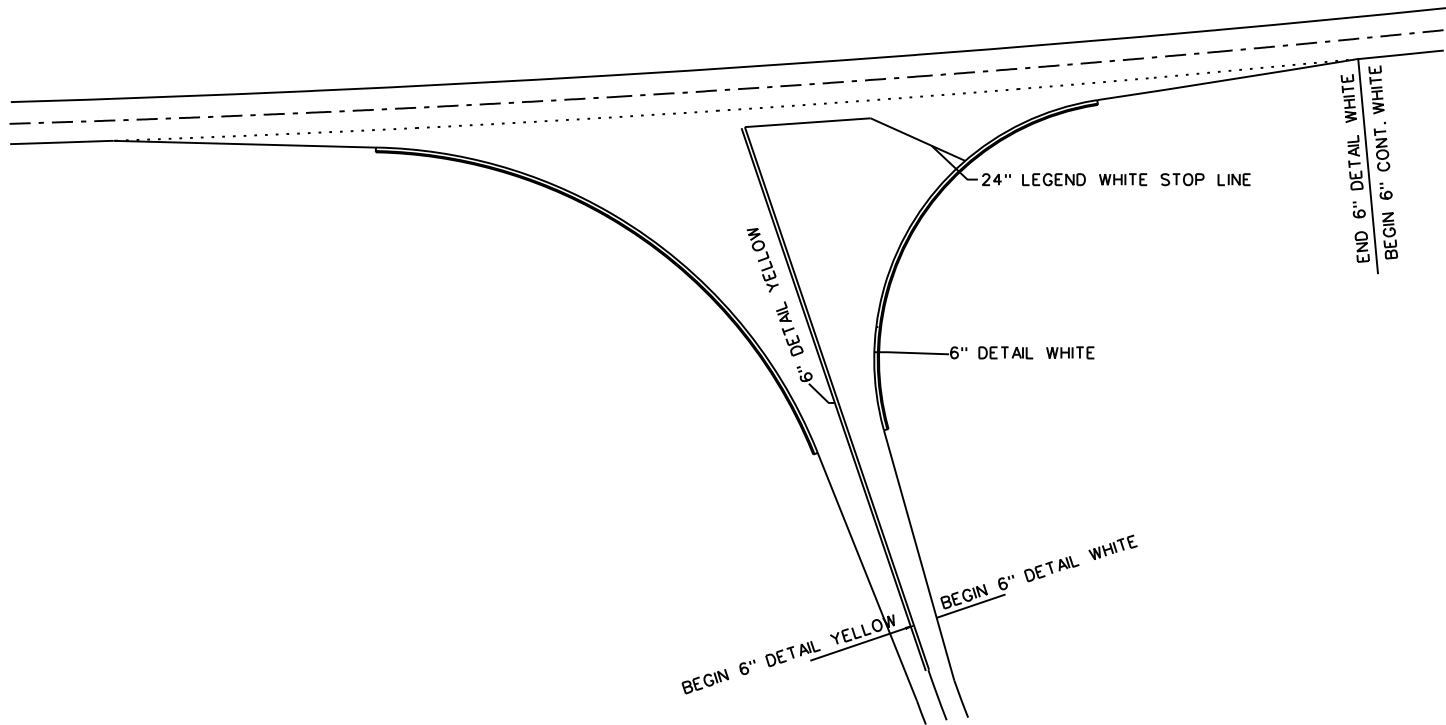 24" LEGEND WHITE STOP LINE
END 6" DETAIL WHITE
BEGIN 6" CONT. WHITE
6" DETAIL YELLOW
6" DETAIL WHITE
BEGIN 6" DETAIL WHITE
BEGIN 6" DETAIL YELLOW